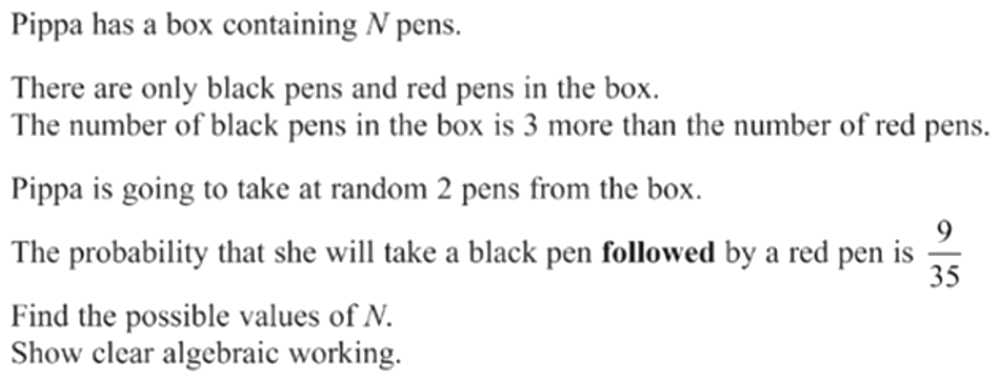 Pippa has a box containing N pens.
There are only black pens and red pens in the box.
The number of black pens in the box is 3 more than the number of red pens.
Pippa is going to take at random 2 pens from the box.
The probability that she will take a black pen followed by a red pen is 9/35
Find the possible values of N.
Show clear algebraic working.